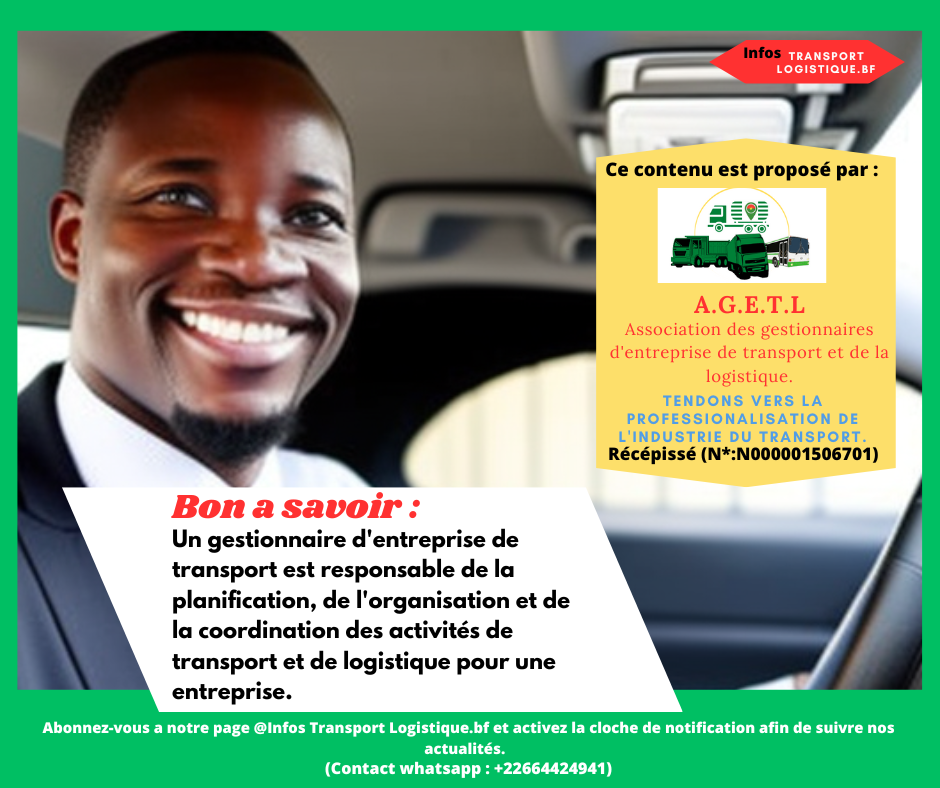 Infos TRANSPORT
LOGISTIQUE.BF
Ce contenu est proposé par :
A.G.E.T.L
Association des gestionnaires
d'entreprise de transport et de la
logistique.
TENDONS VERS LA
PROFESSIONALISATION DE
L'INDUSTRIE DU TRANSPORT.
Récépissé (N*:N000001506701)
Bon a savoir :
Un gestionnaire d'entreprise de
transport est responsable de la
planification, de l'organisation et de
la coordination des activités de
transport et de logistique pour une
entreprise.
Abonnez-vous a notre page @Infos Transport Logistique.bf et activez la cloche de notification afin de suivre nos
actualités.
(Contact whatsapp : +22664424941)